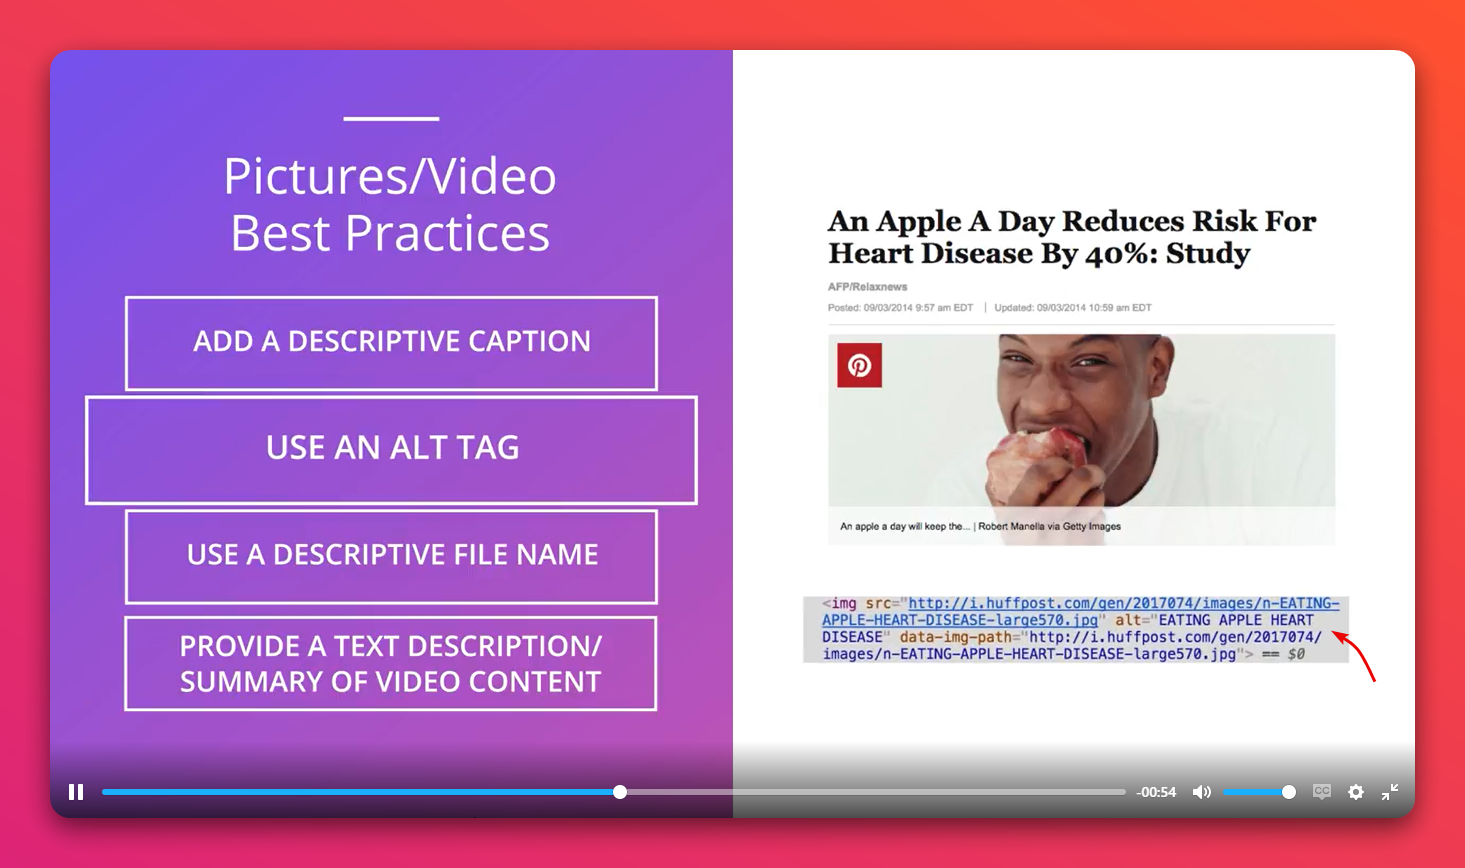 Pictures/Video
Best Practices
ADD A DESCRIPTIVE CAPTION
USE AN ALT TAG
USE A DESCRIPTIVE FILE NAME
PROVIDE A TEXT DESCRIPTION/
SUMMARY OF VIDEO CONTENT
An Apple A Day Reduces Risk For
Heart Disease By 40%: Study
AFP/Relaxnews
Posted: 09/03/2014 9:57 am EDT | Updated: 09/03/2014 10:59 am EDT
An apple a day will keep the... | Robert Manella via Getty Images
<img src="http://i.huffpost.com/gen/2017074/images/n-EATING-
APPLE-HEART-DISEASE-large570.jpg" alt="EATING APPLE HEART
DISEASE" data-img-path="http://i.huffpost.com/gen/2017074/
images/n-EATING-APPLE-HEART-DISEASE-large570.jpg"> == $0
-00:54
CC